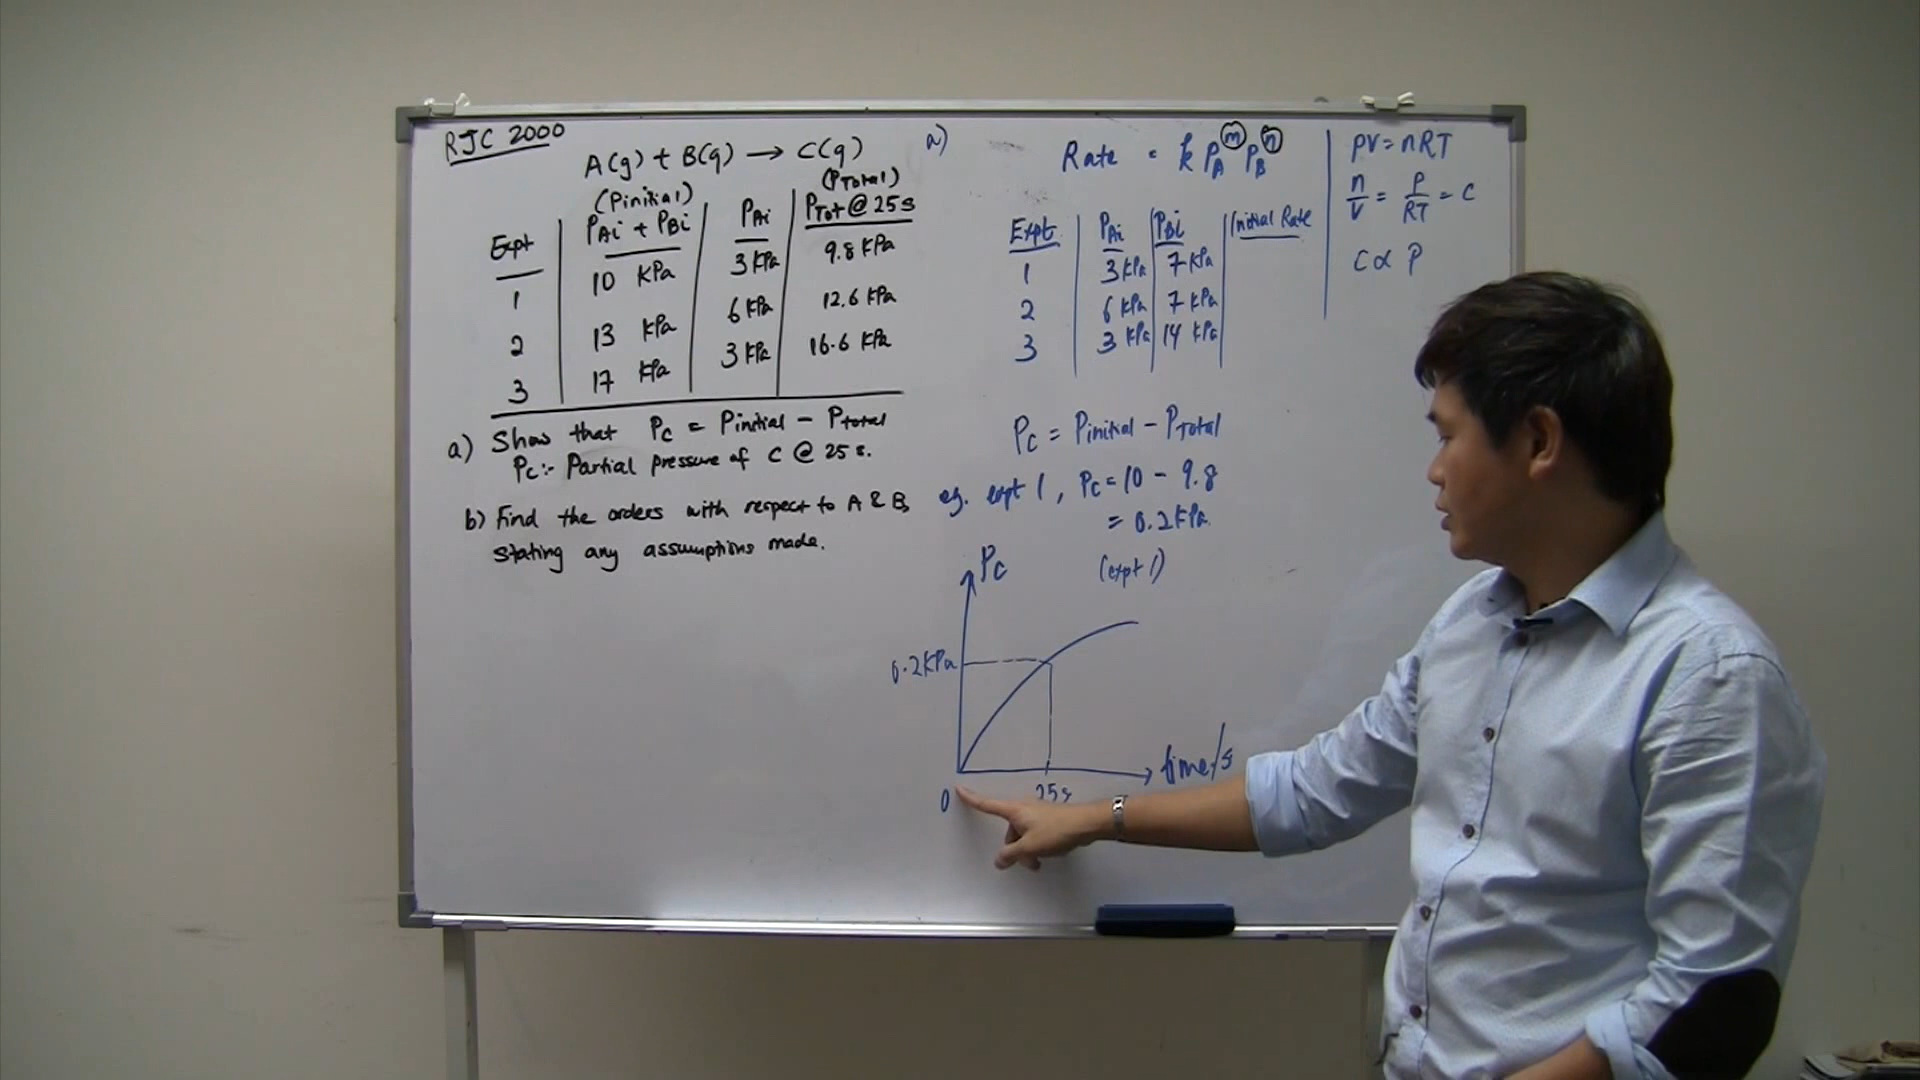 RJC 2000
A(g) + B(g) → C(g)
(Pinitial) (PTotal)
Expt PAi + PBi PAi PTot @ 25 s
1 10 kPa 3 kPa 9.8 kPa
2 13 kPa 6 kPa 12.6 kPa
3 17 kPa 3 kPa 16.6 kPa
a) Show that PC = Pinitial - Ptotal
PC :- Partial pressure of C @ 25 s.
b) Find the orders with respect to A & B,
stating any assumptions made.
a) Rate = k PA^m PB^n
Expt PAi PBi Initial Rate
1 3 kPa 7 kPa
2 6 kPa 7 kPa
3 3 kPa 14 kPa
PC = Pinitial - PTotal
eg. expt 1, PC = 10 - 9.8
= 0.2 kPa
PC (expt 1)
0.2 kPa
time/s
0 25s
PV = nRT
n/V = P/RT = C
C ∝ P